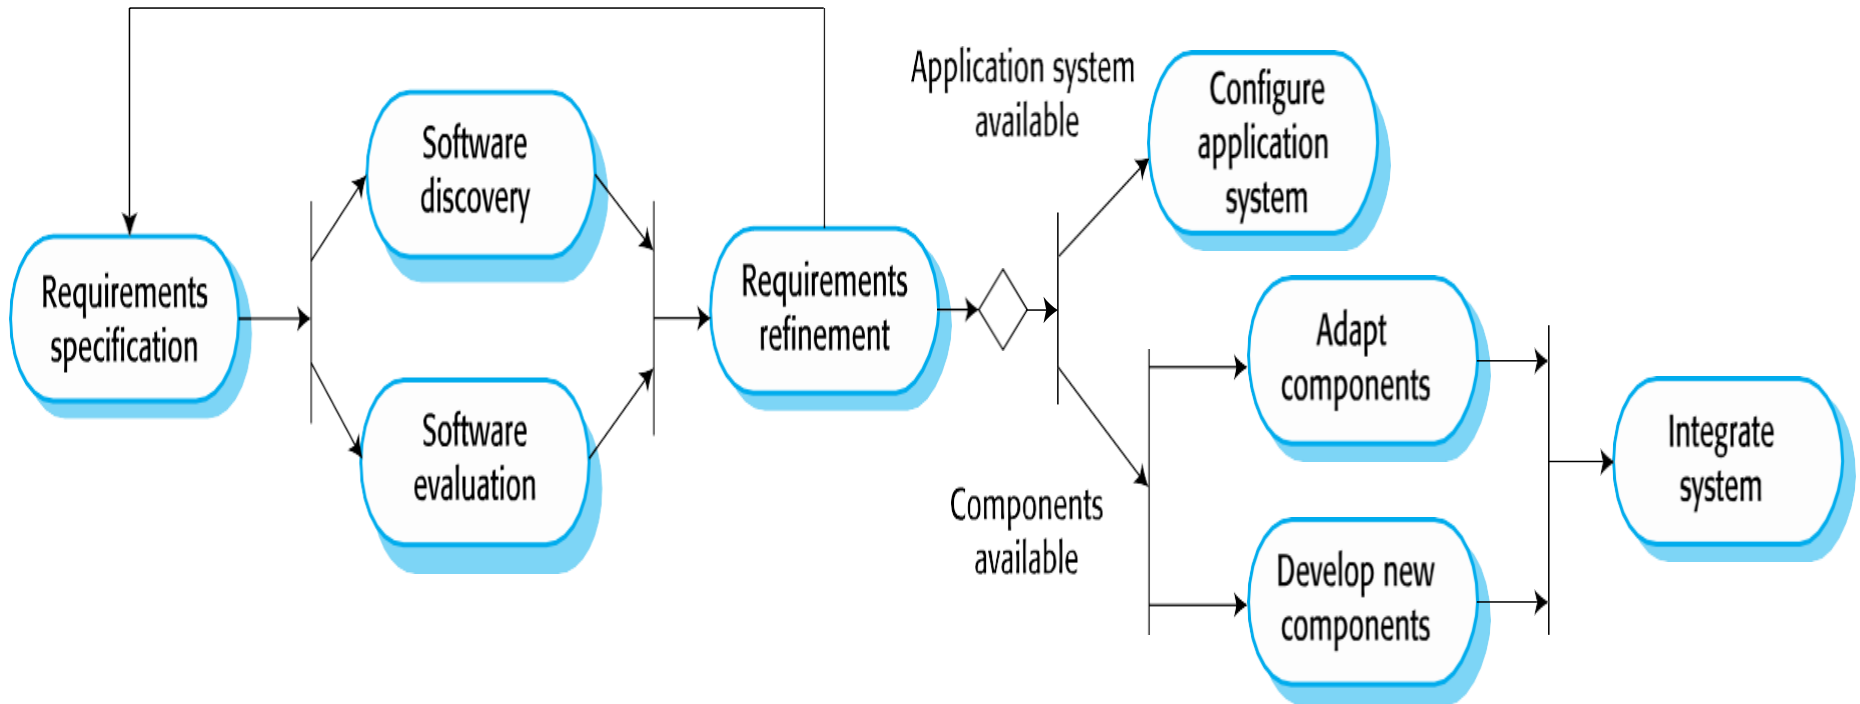 Requirements
specification
Software
discovery
Software
evaluation
Requirements
refinement
Application system
available
Configure
application
system
Components
available
Adapt
components
Develop new
components
Integrate
system